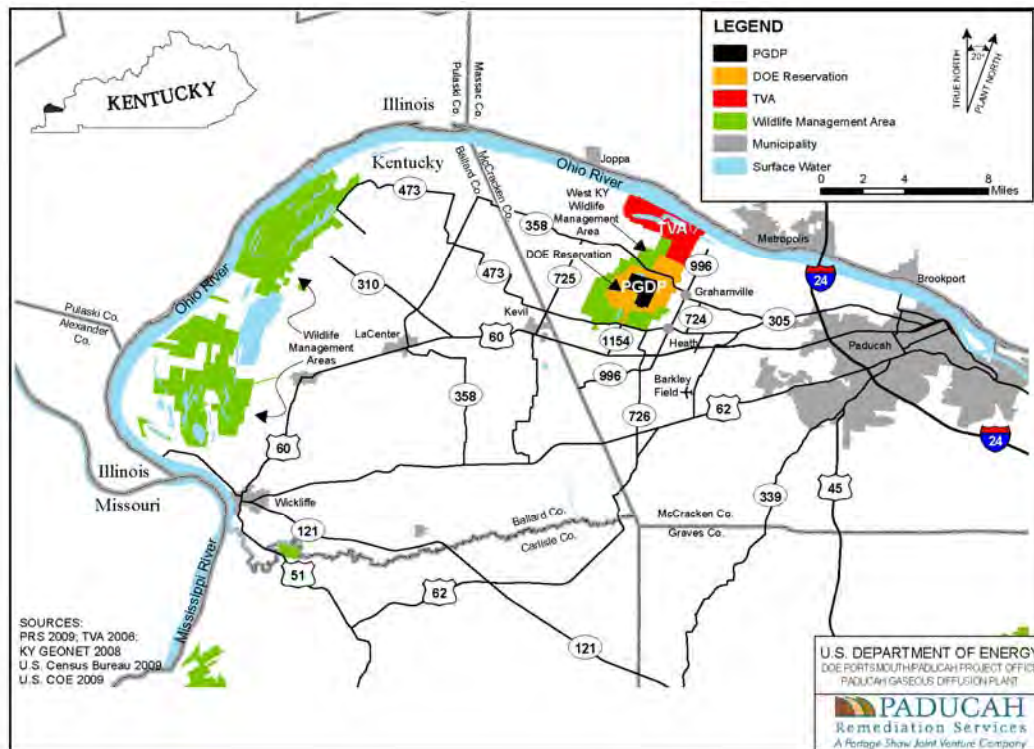 LEGEND
PGDP
DOE Reservation
TVA
Wildlife Management Area
Municipality
Surface Water
0 2 4 8
Miles
TRUE NORTH
20°
PLANT NORTH
KENTUCKY
Illinois
Pulaski Co.
Massac Co.
Kentucky
Ballard Co.
McCracken Co.
Ohio River
Joppa
473
West KY
Wildlife
Management
Area
358
TVA
Metropolis
DOE Reservation
996
24
Brookport
473
725
PGDP
Grahamville
310
Ohio River
Pulaski Co.
Alexander
Co.
Kevil
724
305
LaCenter
60
1154
Heath
Paducah
Wildlife
Management
Areas
996
Barkley
Field
358
62
726
60
24
Illinois
Missouri
45
339
Wickliffe
121
Ballard Co.
Carlisle Co.
McCracken Co.
Graves Co.
51
62
Mississippi River
121
SOURCES:
PRS 2009; TVA 2006;
KY GEONET 2008
U.S. Census Bureau 2009
U.S. COE 2009
U.S. DEPARTMENT OF ENERGY
DOE PORTSMOUTH/PADUCAH PROJECT OFFICE
PADUCAH GASEOUS DIFFUSION PLANT
PADUCAH
Remediation Services
A Portage-Shaw Joint Venture Company